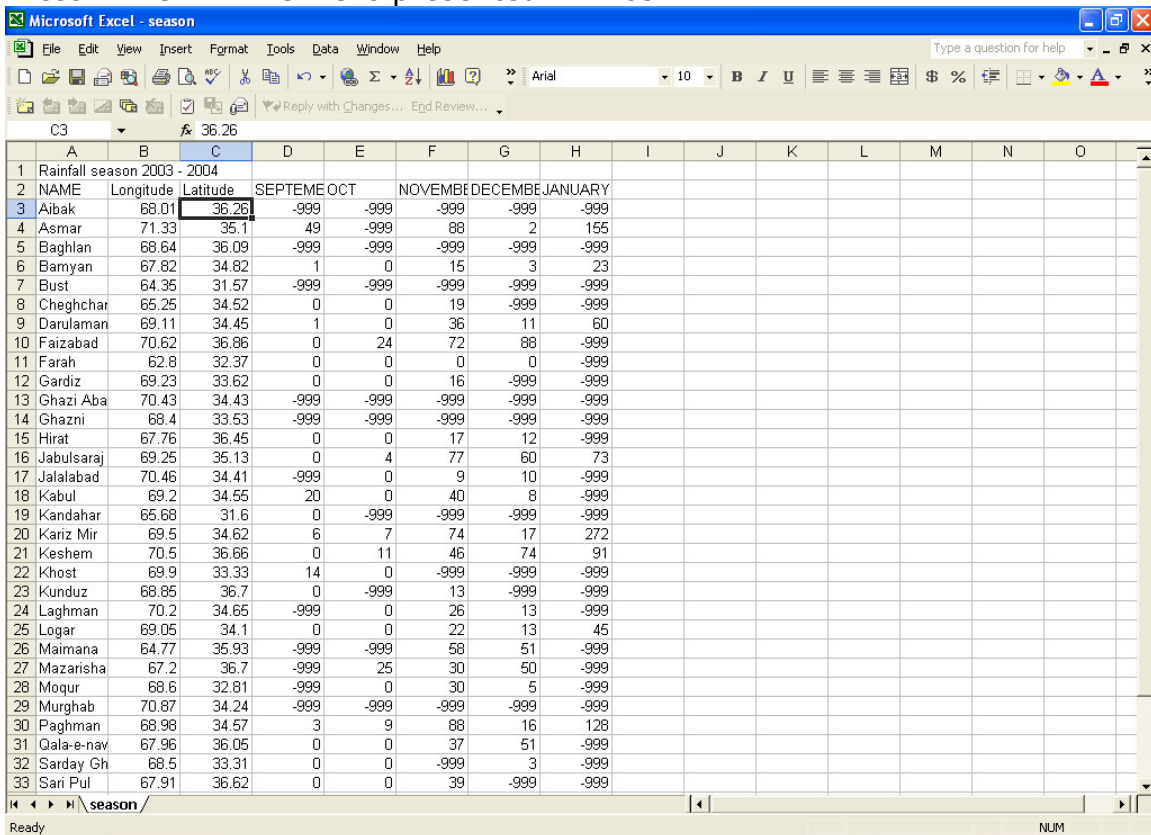 Microsoft Excel - season
File Edit View Insert Format Tools Data Window Help Type a question for help
Arial 10 B I U $ %
Reply with Changes... End Review...
C3 fx 36.26
A B C D E F G H I J K L M N O
1 Rainfall season 2003 - 2004
2 NAME Longitude Latitude SEPTEME OCT NOVEMBE DECEMBE JANUARY
3 Aibak 68.01 36.26 -999 -999 -999 -999 -999
4 Asmar 71.33 35.1 49 -999 88 2 155
5 Baghlan 68.64 36.09 -999 -999 -999 -999 -999
6 Bamyan 67.82 34.82 1 0 15 3 23
7 Bust 64.35 31.57 -999 -999 -999 -999 -999
8 Cheghchar 65.25 34.52 0 0 19 -999 -999
9 Darulaman 69.11 34.45 1 0 36 11 60
10 Faizabad 70.62 36.86 0 24 72 88 -999
11 Farah 62.8 32.37 0 0 0 0 -999
12 Gardiz 69.23 33.62 0 0 16 -999 -999
13 Ghazi Aba 70.43 34.43 -999 -999 -999 -999 -999
14 Ghazni 68.4 33.53 -999 -999 -999 -999 -999
15 Hirat 67.76 36.45 0 0 17 12 -999
16 Jabulsaraj 69.25 35.13 0 4 77 60 73
17 Jalalabad 70.46 34.41 -999 0 9 10 -999
18 Kabul 69.2 34.55 20 0 40 8 -999
19 Kandahar 65.68 31.6 0 -999 -999 -999 -999
20 Kariz Mir 69.5 34.62 6 7 74 17 272
21 Keshem 70.5 36.66 0 11 46 74 91
22 Khost 69.9 33.33 14 0 -999 -999 -999
23 Kunduz 68.85 36.7 0 -999 13 -999 -999
24 Laghman 70.2 34.65 -999 0 26 13 -999
25 Logar 69.05 34.1 0 0 22 13 45
26 Maimana 64.77 35.93 -999 -999 58 51 -999
27 Mazarisha 67.2 36.7 -999 25 30 50 -999
28 Moqur 68.6 32.81 -999 0 30 5 -999
29 Murghab 70.87 34.24 -999 -999 -999 -999 -999
30 Paghman 68.98 34.57 3 9 88 16 128
31 Qala-e-nav 67.96 36.05 0 0 37 51 -999
32 Sarday Gh 68.5 33.31 0 0 -999 3 -999
33 Sari Pul 67.91 36.62 0 0 39 -999 -999
season
Ready NUM